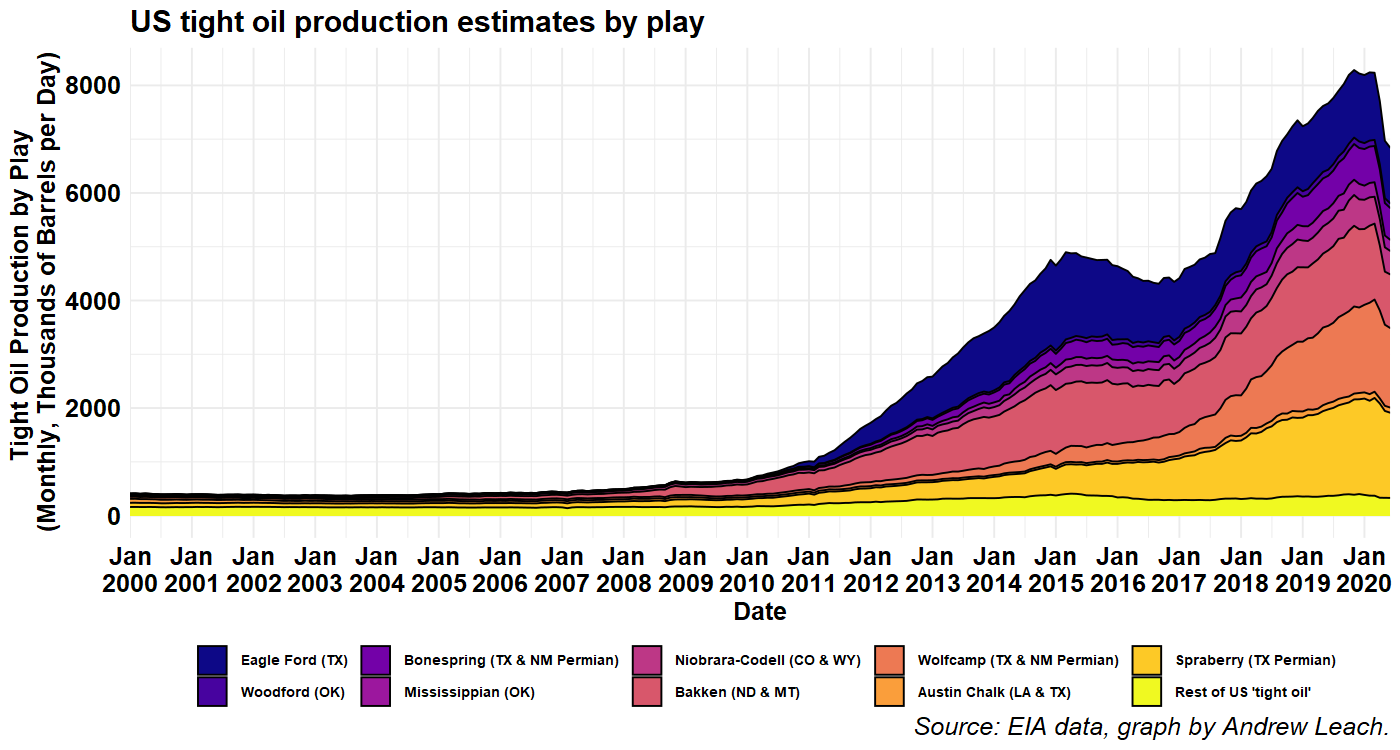 US tight oil production estimates by play
Tight Oil Production by Play
(Monthly, Thousands of Barrels per Day)
8000
6000
4000
2000
0
Jan Jan Jan Jan Jan Jan Jan Jan Jan Jan Jan Jan Jan Jan Jan Jan Jan Jan Jan Jan Jan
2000 2001 2002 2003 2004 2005 2006 2007 2008 2009 2010 2011 2012 2013 2014 2015 2016 2017 2018 2019 2020
Date
Eagle Ford (TX) Bonespring (TX & NM Permian) Niobrara-Codell (CO & WY) Wolfcamp (TX & NM Permian) Spraberry (TX Permian)
Woodford (OK) Mississippian (OK) Bakken (ND & MT) Austin Chalk (LA & TX) Rest of US 'tight oil'
Source: EIA data, graph by Andrew Leach.